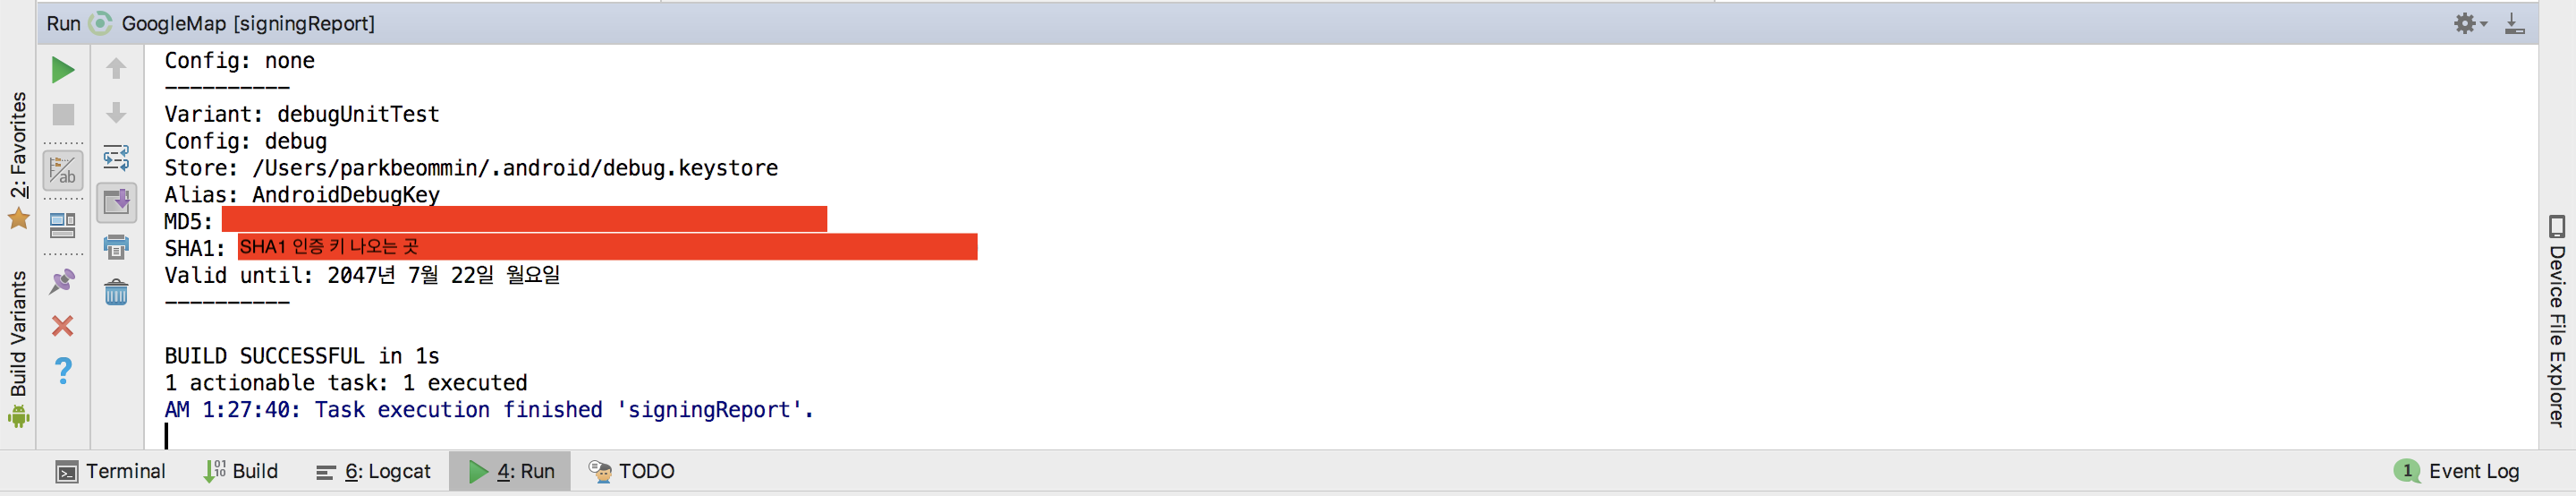 Run GoogleMap [signingReport]
2: Favorites
Build Variants
Config: none
----------
Variant: debugUnitTest
Config: debug
Store: /Users/parkbeommin/.android/debug.keystore
Alias: AndroidDebugKey
MD5:
SHA1: SHA1 인증 키 나오는 곳
Valid until: 2047년 7월 22일 월요일
----------
BUILD SUCCESSFUL in 1s
1 actionable task: 1 executed
AM 1:27:40: Task execution finished 'signingReport'.
Device File Explorer
Terminal Build 6: Logcat 4: Run TODO 1 Event Log